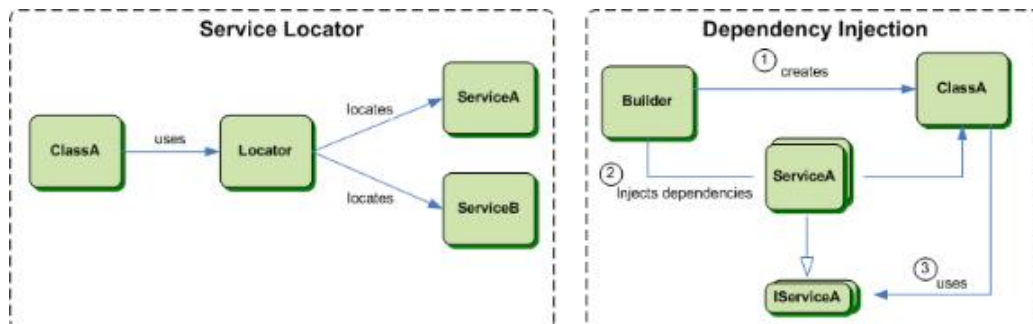 Service Locator
ClassA
uses
Locator
locates
ServiceA
locates
ServiceB
Dependency Injection
Builder
1
creates
ClassA
2
Injects dependencies
ServiceA
3
uses
IServiceA